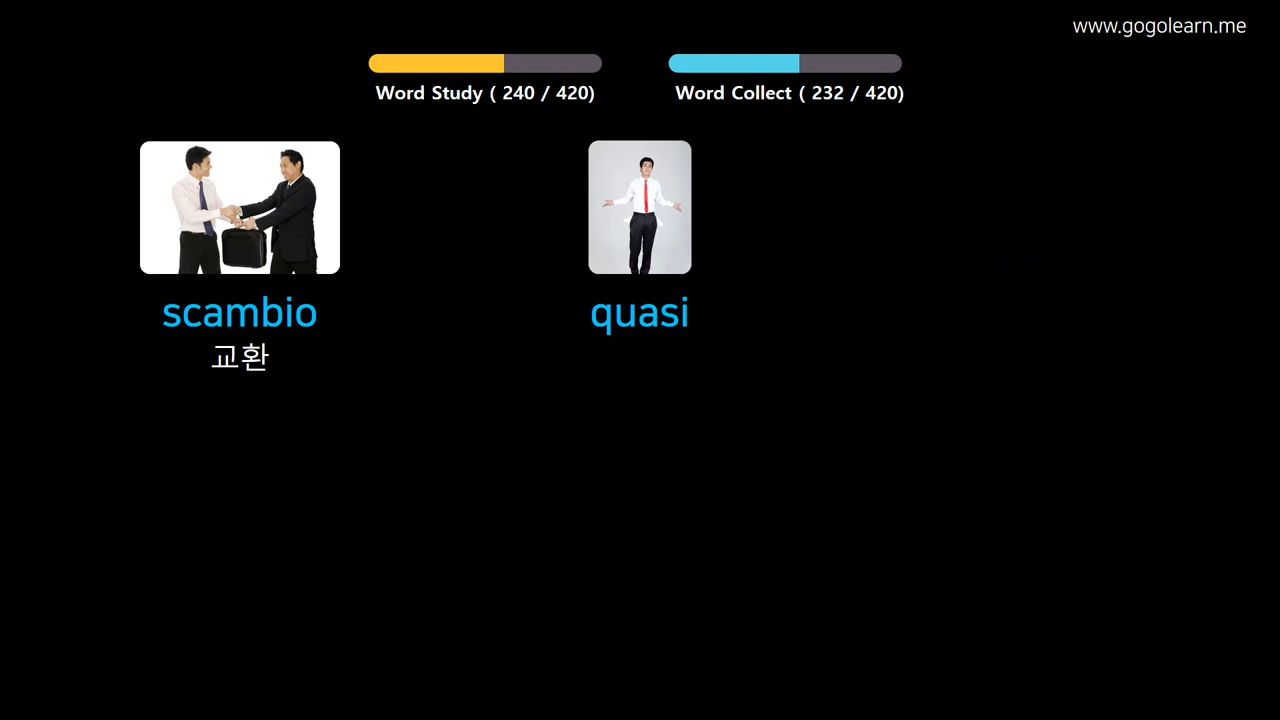 www.gogolearn.me
Word Study ( 240 / 420)
Word Collect ( 232 / 420)
scambio
교환
quasi